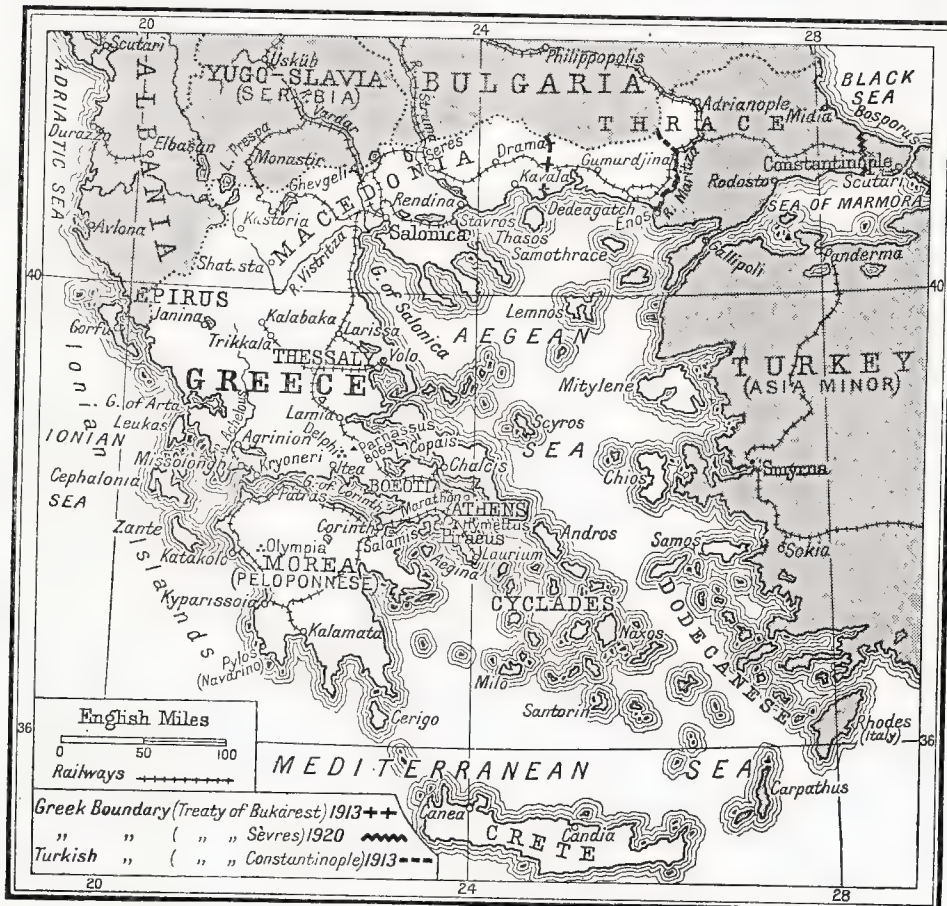 20
24
28
Scutari
ADRIATIC SEA
ALBANIA
Usküb
YUGO-SLAVIA
(SERBIA)
Vardar
BULGARIA
Philippopolis
Struma
BLACK
SEA
Bosporus
Adrianople
Midia
THRACE
Durazzo
Elbasan
L. Prespa
Monastir
Ghevgeli
Seres
Drama
Gumurdjina
R. Maritza
Constantinople
Kavala
Rodosto
Scutari
SEA OF MARMORA
MACEDONIA
Rendina
Stavros
Dedeagatch
Enos
Kastoria
Salonica
Thasos
Avlona
R. Vistritza
Samothrace
Gallipoli
Panderma
Shat.sta
40
40
EPIRUS
Janina
Corfu
Kalabaka
Trikkala
Larissa
G. of Salonica
Lemnos
AEGEAN
SEA
THESSALY
Volo
TURKEY
(ASIA MINOR)
GREECE
Mitylene
Ionian
Islands
G. of Arta
Leukas
Lamia
Delphi
Parnassus
8069
Copais
Scyros
IONIAN
SEA
Agrinion
Missolonghi
Kryoneri
Itea
Chalcis
Chios
Smyrna
Cephalonia
BOEOTIA
G. of Corinth
Patras
Marathon
ATHENS
Hymettus
Piraeus
Corinth
Salamis
Andros
Zante
Samos
Sokia
Katakolo
Olympia
MOREA
(PELOPONNESE)
Aegina
Laurium
Kyparissoia
CYCLADES
DODECANESE
Kalamata
Naxos
Pylos
(Navarino)
Milo
Santorin
Cerigo
Rhodes
(Italy)
36
36
English Miles
0 50 100
Railways
MEDITERRANEAN SEA
Carpathus
Greek Boundary (Treaty of Bukarest) 1913
„ „ ( „ „ Sèvres) 1920
Turkish „ ( „ „ Constantinople) 1913
Canea
Candia
CRETE
20
24
28